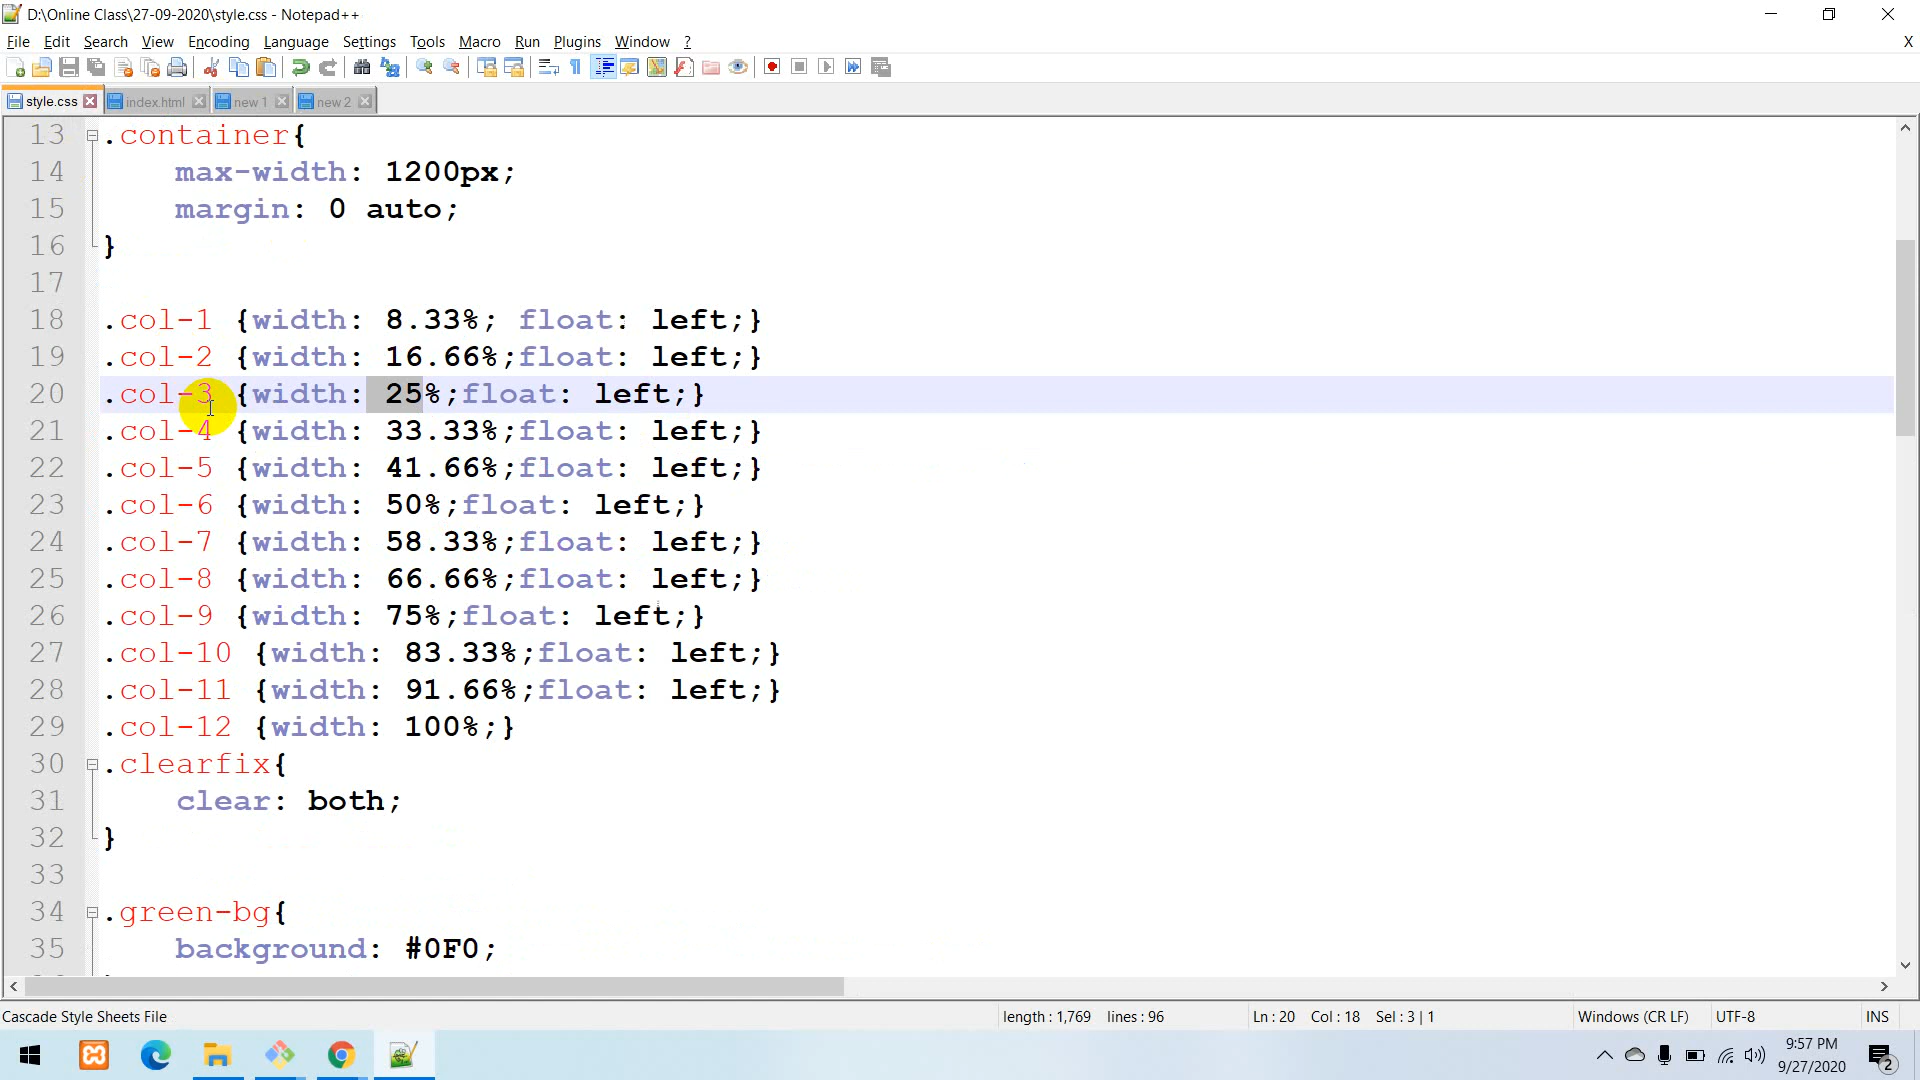 D:\Online Class\27-09-2020\style.css - Notepad++
File Edit Search View Encoding Language Settings Tools Macro Run Plugins Window ? X
style.css index.html new 1 new 2
13 .container{
14 max-width: 1200px;
15 margin: 0 auto;
16 }
17
18 .col-1 {width: 8.33%; float: left;}
19 .col-2 {width: 16.66%;float: left;}
20 .col-3 {width: 25%;float: left;}
21 .col-4 {width: 33.33%;float: left;}
22 .col-5 {width: 41.66%;float: left;}
23 .col-6 {width: 50%;float: left;}
24 .col-7 {width: 58.33%;float: left;}
25 .col-8 {width: 66.66%;float: left;}
26 .col-9 {width: 75%;float: left;}
27 .col-10 {width: 83.33%;float: left;}
28 .col-11 {width: 91.66%;float: left;}
29 .col-12 {width: 100%;}
30 .clearfix{
31 clear: both;
32 }
33
34 .green-bg{
35 background: #0F0;
Cascade Style Sheets File length : 1,769 lines : 96 Ln : 20 Col : 18 Sel : 3 | 1 Windows (CR LF) UTF-8 INS
9:57 PM
9/27/2020
2